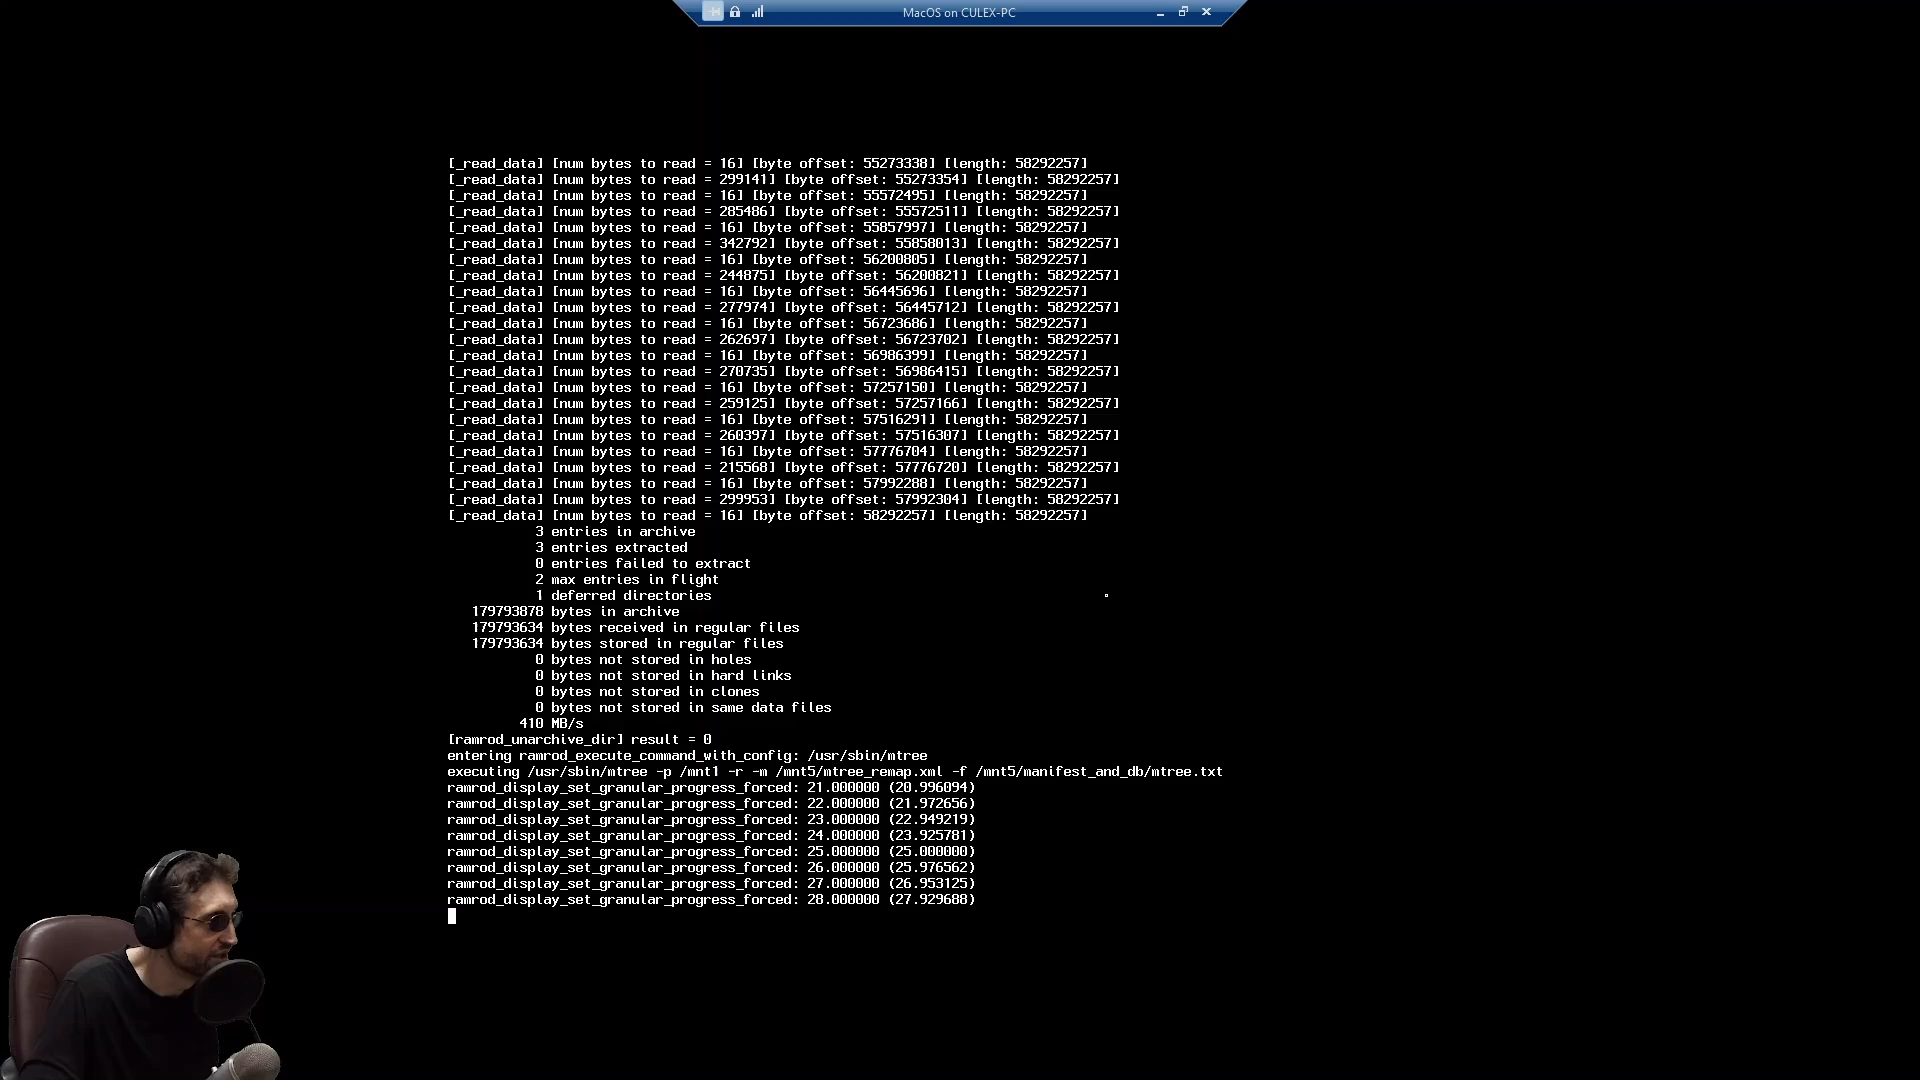 MacOS on CULEX-PC
[_read_data] [num bytes to read = 16] [byte offset: 55273338] [length: 58292257]
[_read_data] [num bytes to read = 299141] [byte offset: 55273354] [length: 58292257]
[_read_data] [num bytes to read = 16] [byte offset: 55572495] [length: 58292257]
[_read_data] [num bytes to read = 285486] [byte offset: 55572511] [length: 58292257]
[_read_data] [num bytes to read = 16] [byte offset: 55857997] [length: 58292257]
[_read_data] [num bytes to read = 342792] [byte offset: 55858013] [length: 58292257]
[_read_data] [num bytes to read = 16] [byte offset: 56200805] [length: 58292257]
[_read_data] [num bytes to read = 244875] [byte offset: 56200821] [length: 58292257]
[_read_data] [num bytes to read = 16] [byte offset: 56445696] [length: 58292257]
[_read_data] [num bytes to read = 277974] [byte offset: 56445712] [length: 58292257]
[_read_data] [num bytes to read = 16] [byte offset: 56723686] [length: 58292257]
[_read_data] [num bytes to read = 262697] [byte offset: 56723702] [length: 58292257]
[_read_data] [num bytes to read = 16] [byte offset: 56986399] [length: 58292257]
[_read_data] [num bytes to read = 270735] [byte offset: 56986415] [length: 58292257]
[_read_data] [num bytes to read = 16] [byte offset: 57257150] [length: 58292257]
[_read_data] [num bytes to read = 259125] [byte offset: 57257166] [length: 58292257]
[_read_data] [num bytes to read = 16] [byte offset: 57516291] [length: 58292257]
[_read_data] [num bytes to read = 260397] [byte offset: 57516307] [length: 58292257]
[_read_data] [num bytes to read = 16] [byte offset: 57776704] [length: 58292257]
[_read_data] [num bytes to read = 215568] [byte offset: 57776720] [length: 58292257]
[_read_data] [num bytes to read = 16] [byte offset: 57992288] [length: 58292257]
[_read_data] [num bytes to read = 299953] [byte offset: 57992304] [length: 58292257]
[_read_data] [num bytes to read = 16] [byte offset: 58292257] [length: 58292257]
3 entries in archive
3 entries extracted
0 entries failed to extract
2 max entries in flight
1 deferred directories
179793878 bytes in archive
179793634 bytes received in regular files
179793634 bytes stored in regular files
0 bytes not stored in holes
0 bytes not stored in hard links
0 bytes not stored in clones
0 bytes not stored in same data files
410 MB/s
[ramrod_unarchive_dir] result = 0
entering ramrod_execute_command_with_config: /usr/sbin/mtree
executing /usr/sbin/mtree -p /mnt1 -r -m /mnt5/mtree_remap.xml -f /mnt5/manifest_and_db/mtree.txt
ramrod_display_set_granular_progress_forced: 21.000000 (20.996094)
ramrod_display_set_granular_progress_forced: 22.000000 (21.972656)
ramrod_display_set_granular_progress_forced: 23.000000 (22.949219)
ramrod_display_set_granular_progress_forced: 24.000000 (23.925781)
ramrod_display_set_granular_progress_forced: 25.000000 (25.000000)
ramrod_display_set_granular_progress_forced: 26.000000 (25.976562)
ramrod_display_set_granular_progress_forced: 27.000000 (26.953125)
ramrod_display_set_granular_progress_forced: 28.000000 (27.929688)